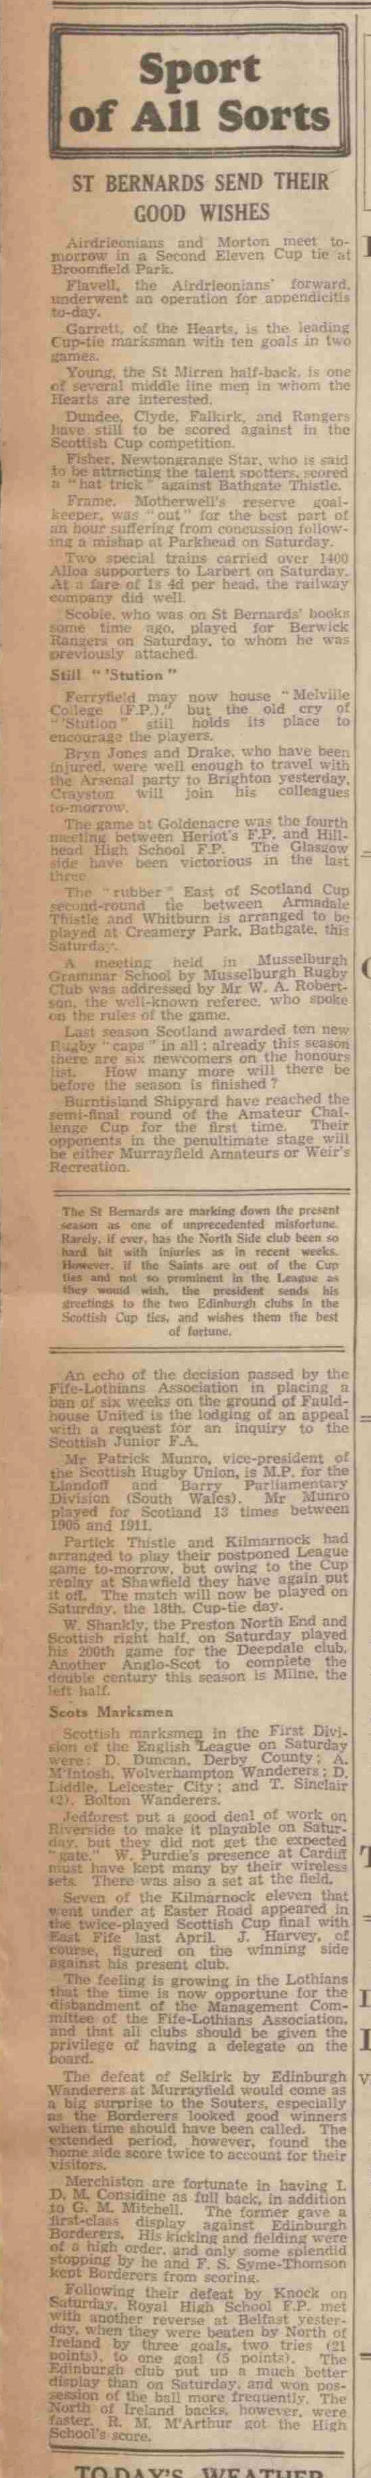 Sport
of All Sorts
ST BERNARDS SEND THEIR
GOOD WISHES
Airdrieonians and Morton meet to-
morrow in a Second Eleven Cup tie at
Broomfield Park.
Flavell, the Airdrieonians' forward,
underwent an operation for appendicitis
to-day.
Garrett, of the Hearts, is the leading
Cup-tie marksman with ten goals in two
games.
Young, the St Mirren half-back, is one
of several middle line men in whom the
Hearts are interested.
Dundee, Clyde, Falkirk, and Rangers
have still to be scored against in the
Scottish Cup competition.
Fisher, Newtongrange Star, who is said
to be attracting the talent spotters, scored
a "hat trick" against Bathgate Thistle.
Frame, Motherwell's reserve goal-
keeper, was "out" for the best part of
an hour suffering from concussion follow-
ing a mishap at Parkhead on Saturday.
Two special trains carried over 1400
Alloa supporters to Larbert on Saturday.
At a fare of 1s 4d per head, the railway
company did well.
Scobie, who was on St Bernards' books
some time ago, played for Berwick
Rangers on Saturday, to whom he was
previously attached.
Still "'Stution"
Ferryfield may now house "Melville
College (F.P.)," but the old cry of
"'Stution" still holds its place to
encourage the players.
Bryn Jones and Drake, who have been
injured, were well enough to travel with
the Arsenal party to Brighton yesterday.
Crayston will join his colleagues
to-morrow.
The game at Goldenacre was the fourth
meeting between Heriot's F.P. and Hill-
head High School F.P. The Glasgow
side have been victorious in the last
three.
The "rubber" East of Scotland Cup
second-round tie between Armadale
Thistle and Whitburn is arranged to be
played at Creamery Park, Bathgate, this
Saturday.
A meeting held in Musselburgh
Grammar School by Musselburgh Rugby
Club was addressed by Mr W. A. Robert-
son, the well-known referee, who spoke
on the rules of the game.
Last season Scotland awarded ten new
Rugby "caps" in all: already this season
there are six newcomers on the honours
list. How many more will there be
before the season is finished?
Burntisland Shipyard have reached the
semi-final round of the Amateur Chal-
lenge Cup for the first time. Their
opponents in the penultimate stage will
be either Murrayfield Amateurs or Weir's
Recreation.
The St Bernards are marking down the present
season as one of unprecedented misfortune.
Rarely, if ever, has the North Side club been so
hard hit with injuries as in recent weeks.
However, if the Saints are out of the Cup
ties and not so prominent in the League as
they would wish, the president sends his
greetings to the two Edinburgh clubs in the
Scottish Cup ties, and wishes them the best
of fortune.
An echo of the decision passed by the
Fife-Lothians Association in placing a
ban of six weeks on the ground of Fauld-
house United is the lodging of an appeal
with a request for an inquiry to the
Scottish Junior F.A.
Mr Patrick Munro, vice-president of
the Scottish Rugby Union, is M.P. for the
Llandoff and Barry Parliamentary
Division (South Wales). Mr Munro
played for Scotland 13 times between
1905 and 1911.
Partick Thistle and Kilmarnock had
arranged to play their postponed League
game to-morrow, but owing to the Cup
replay at Shawfield they have again put
it off. The match will now be played on
Saturday, the 18th, Cup-tie day.
W. Shankly, the Preston North End and
Scottish right half, on Saturday played
his 200th game for the Deepdale club.
Another Anglo-Scot to complete the
double century this season is Milne, the
left half.
Scots Marksmen
Scottish marksmen in the First Divi-
sion of the English League on Saturday
were: D. Duncan, Derby County; A.
M'Intosh, Wolverhampton Wanderers; D.
Liddle, Leicester City; and T. Sinclair
(2), Bolton Wanderers.
Jedforest put a good deal of work on
Riverside to make it playable on Satur-
day, but they did not get the expected
"gate." W. Purdie's presence at Cardiff
must have kept many by their wireless
sets. There was also a set at the field.
Seven of the Kilmarnock eleven that
went under at Easter Road appeared in
the twice-played Scottish Cup final with
East Fife last April. J. Harvey, of
course, figured on the winning side
against his present club.
The feeling is growing in the Lothians
that the time is now opportune for the
disbandment of the Management Com-
mittee of the Fife-Lothians Association,
and that all clubs should be given the
privilege of having a delegate on the
board.
The defeat of Selkirk by Edinburgh
Wanderers at Murrayfield would come as
a big surprise to the Souters, especially
as the Borderers looked good winners
when time should have been called. The
extended period, however, found the
home side score twice to account for their
visitors.
Merchiston are fortunate in having I.
D. M. Considine as full back, in addition
to G. M. Mitchell. The former gave a
first-class display against Edinburgh
Borderers. His kicking and fielding were
of a high order, and only some splendid
stopping by he and F. S. Syme-Thomson
kept Borderers from scoring.
Following their defeat by Knock on
Saturday, Royal High School F.P. met
with another reverse at Belfast yester-
day, when they were beaten by North of
Ireland by three goals, two tries (21
points), to one goal (5 points). The
Edinburgh club put up a much better
display than on Saturday, and won pos-
session of the ball more frequently. The
North of Ireland backs, however, were
faster. R. M. M'Arthur got the High
School's score.
TO-DAY'S WEATHER